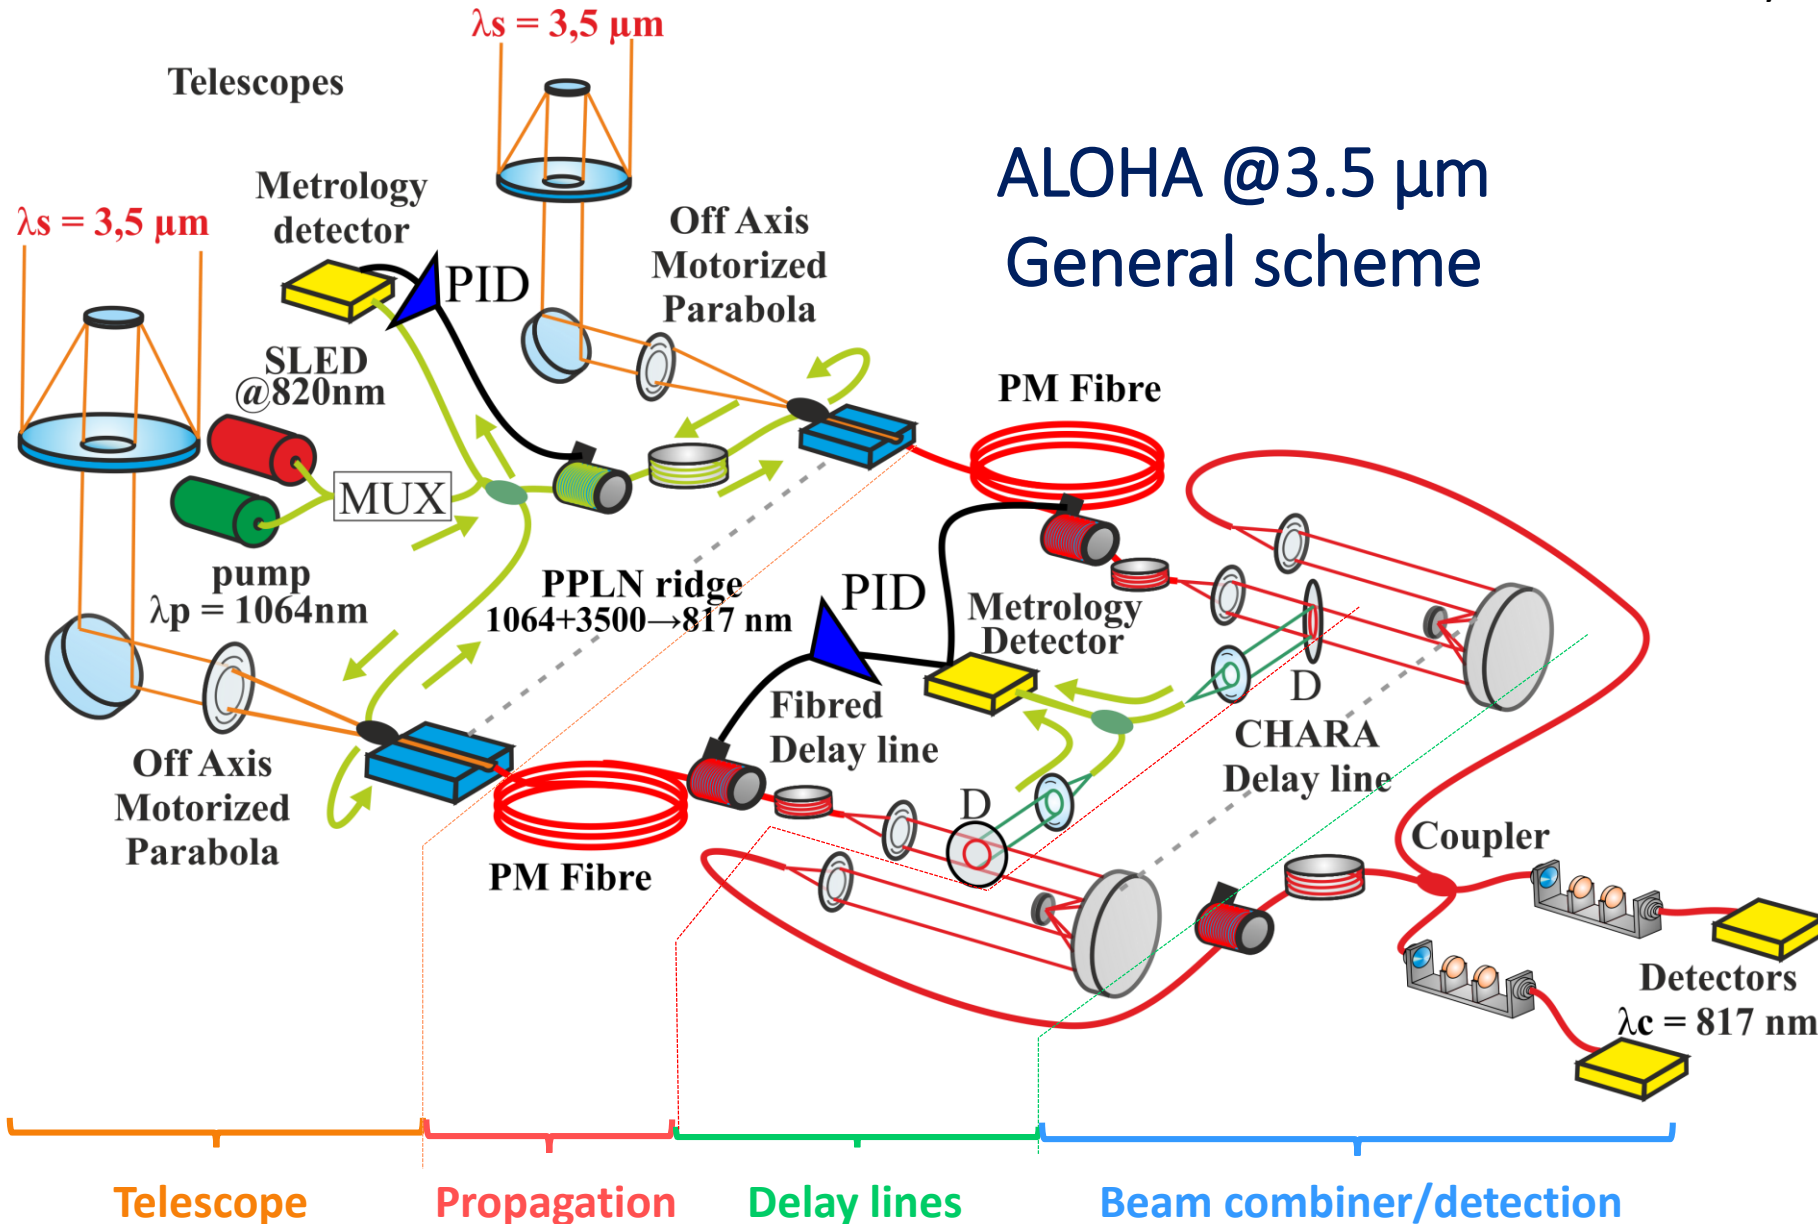 λs = 3,5 µm
Telescopes
ALOHA @3.5 µm
General scheme
Metrology
detector
λs = 3,5 µm
Off Axis
Motorized
Parabola
PID
SLED
@820nm
MUX
PM Fibre
pump
λp = 1064nm
PPLN ridge
1064+3500→817 nm
PID
Metrology
Detector
D
Fibred
Delay line
CHARA
Delay line
Off Axis
Motorized
Parabola
D
PM Fibre
Coupler
Detectors
λc = 817 nm
Telescope
Propagation
Delay lines
Beam combiner/detection